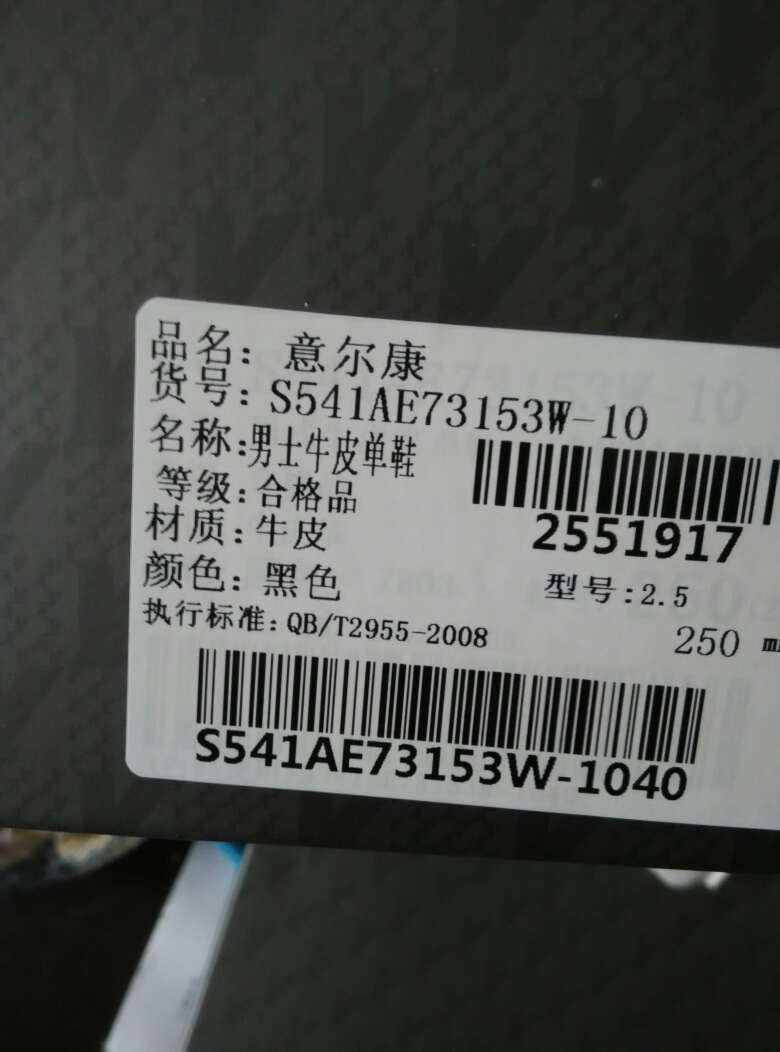 品名: 意尔康
货号: S541AE73153W-10
名称:男士牛皮单鞋
等级:合格品
2551917
材质:牛皮
颜色:黑色
型号:2.5
执行标准:QB/T2955-2008
250
S541AE73153W-1040